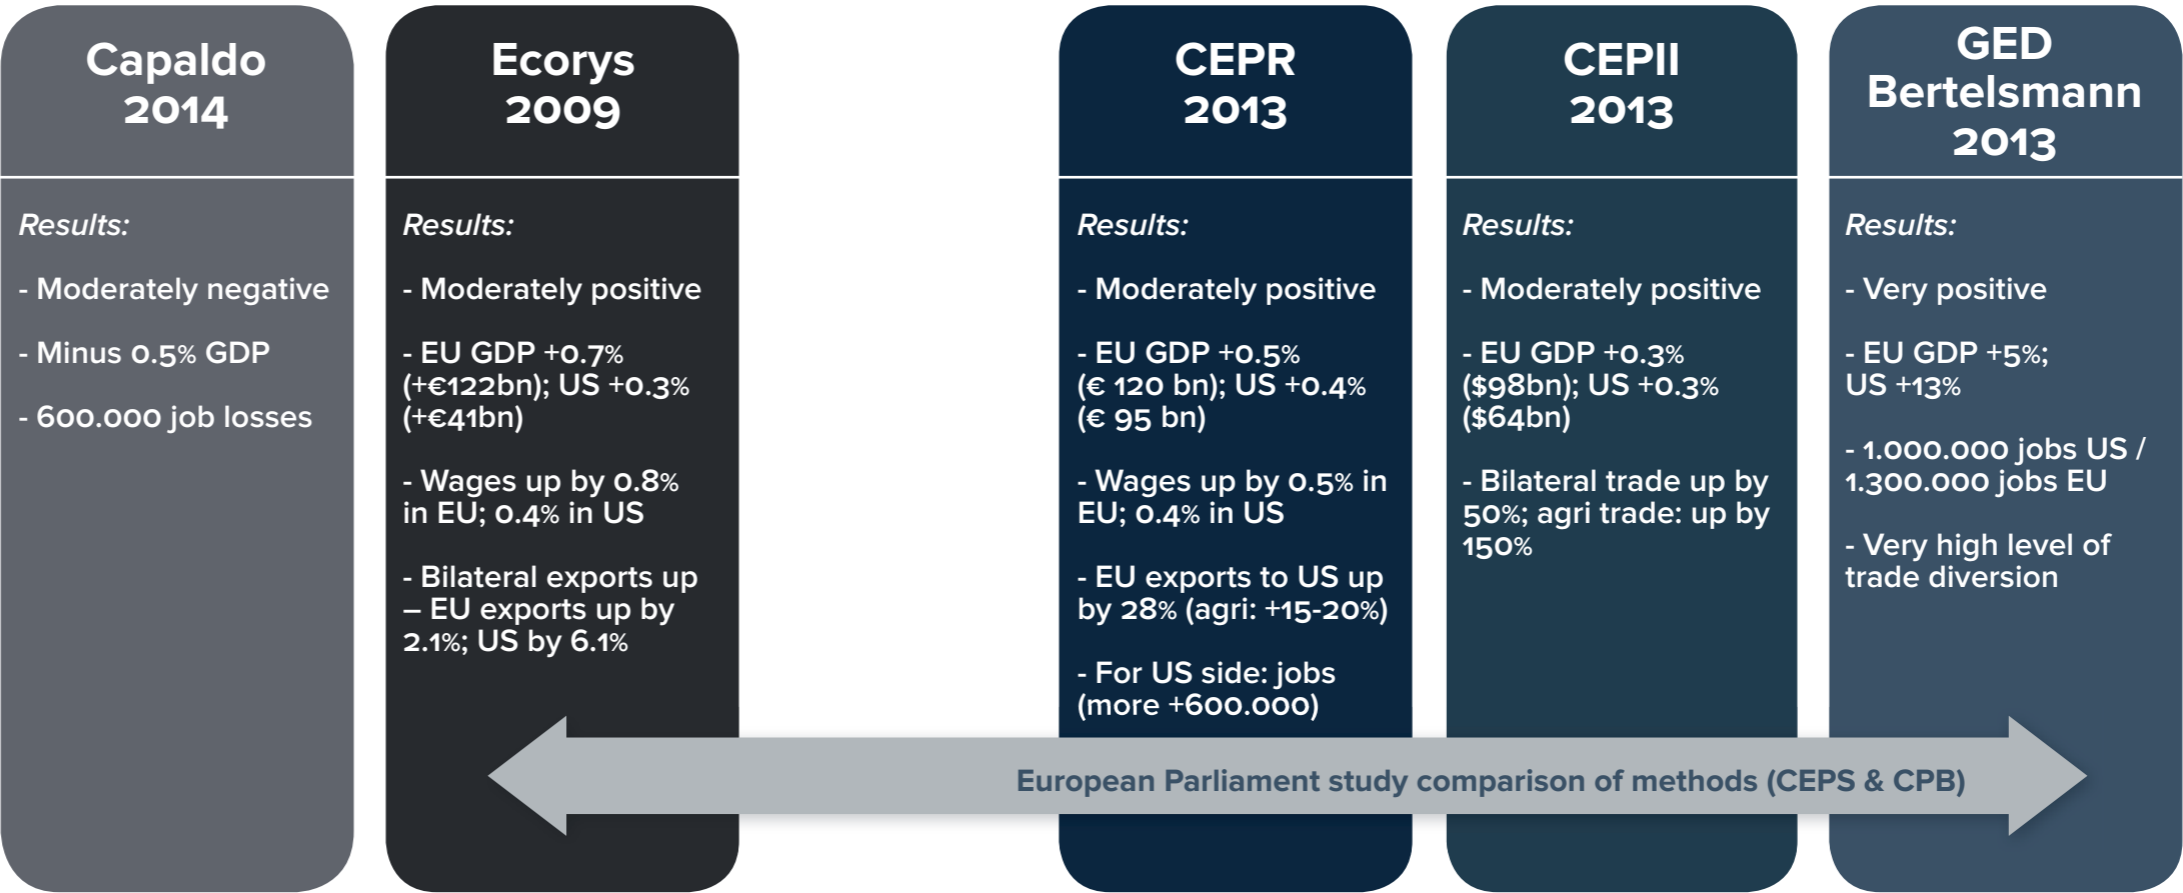 Capaldo
2014
Results:
- Moderately negative
- Minus 0.5% GDP
- 600.000 job losses
Ecorys
2009
Results:
- Moderately positive
- EU GDP +0.7%
(+€122bn); US +0.3%
(+€41bn)
- Wages up by 0.8%
in EU; 0.4% in US
- Bilateral exports up
– EU exports up by
2.1%; US by 6.1%
CEPR
2013
Results:
- Moderately positive
- EU GDP +0.5%
(€ 120 bn); US +0.4%
(€ 95 bn)
- Wages up by 0.5% in
EU; 0.4% in US
- EU exports to US up
by 28% (agri: +15-20%)
- For US side: jobs
(more +600.000)
CEPII
2013
Results:
- Moderately positive
- EU GDP +0.3%
($98bn); US +0.3%
($64bn)
- Bilateral trade up by
50%; agri trade: up by
150%
GED
Bertelsmann
2013
Results:
- Very positive
- EU GDP +5%;
US +13%
- 1.000.000 jobs US /
1.300.000 jobs EU
- Very high level of
trade diversion
European Parliament study comparison of methods (CEPS & CPB)